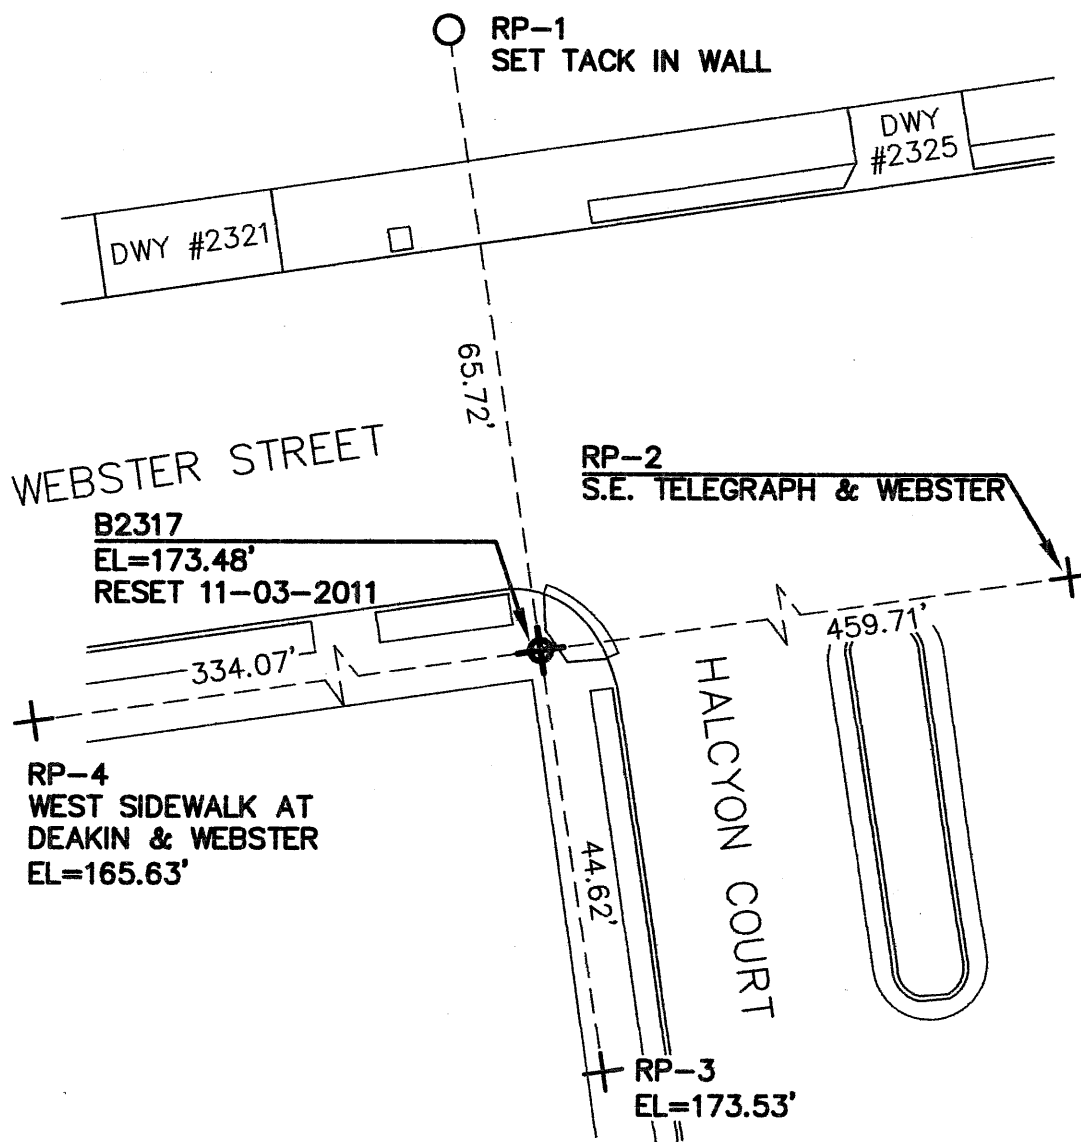 RP-1
SET TACK IN WALL
DWY
#2325
DWY #2321
65.72'
WEBSTER STREET
RP-2
S.E. TELEGRAPH & WEBSTER
B2317
EL=173.48'
RESET 11-03-2011
459.71'
334.07'
HALCYON COURT
RP-4
WEST SIDEWALK AT
DEAKIN & WEBSTER
EL=165.63'
44.62'
RP-3
EL=173.53'